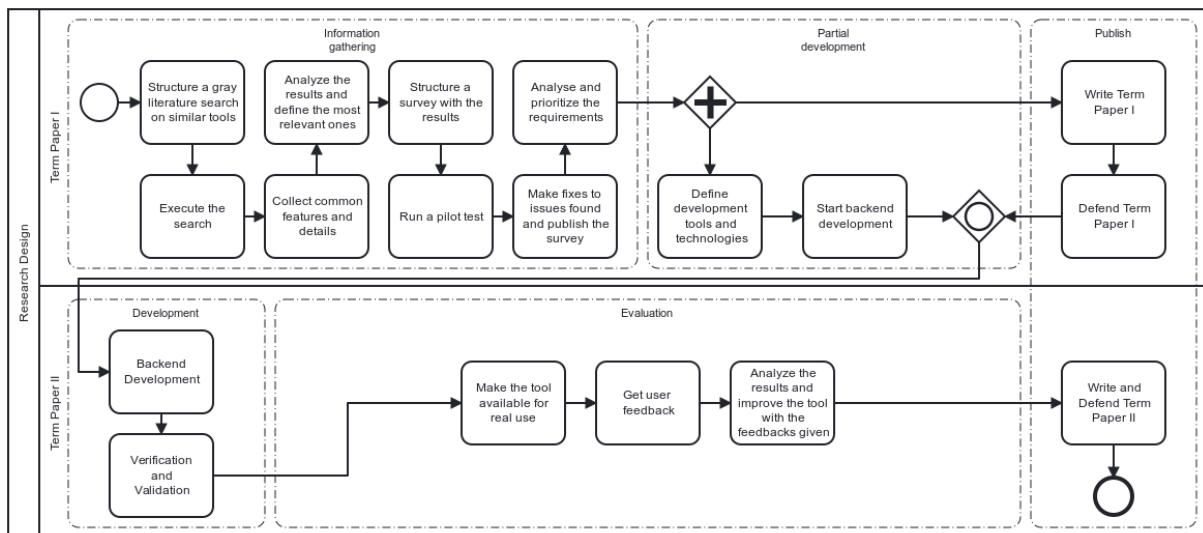 Research Design
Term Paper I
Information
gathering
Structure a gray
literature search
on similar tools
Execute the
search
Collect common
features and
details
Analyze the
results and
define the most
relevant ones
Structure a
survey with the
results
Run a pilot test
Make fixes to
issues found
and publish the
survey
Analyse and
prioritize the
requirements
Partial
development
Define
development
tools and
technologies
Start backend
development
Publish
Write Term
Paper I
Defend Term
Paper I
Term Paper II
Development
Backend
Development
Verification
and
Validation
Evaluation
Make the tool
available for
real use
Get user
feedback
Analyze the
results and
improve the tool
with the
feedbacks given
Write and
Defend Term
Paper II